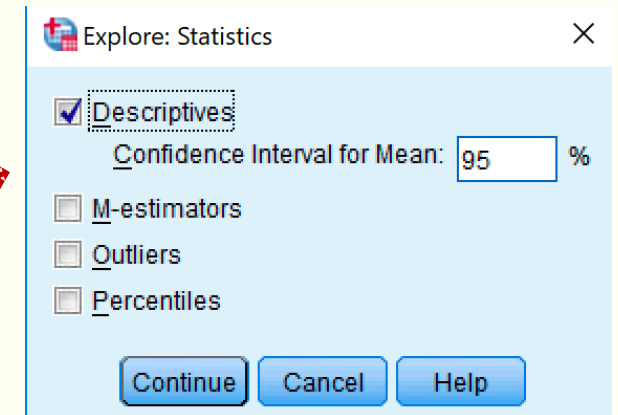 Explore: Statistics
Descriptives
Confidence Interval for Mean: 95 %
M-estimators
Outliers
Percentiles
Continue Cancel Help